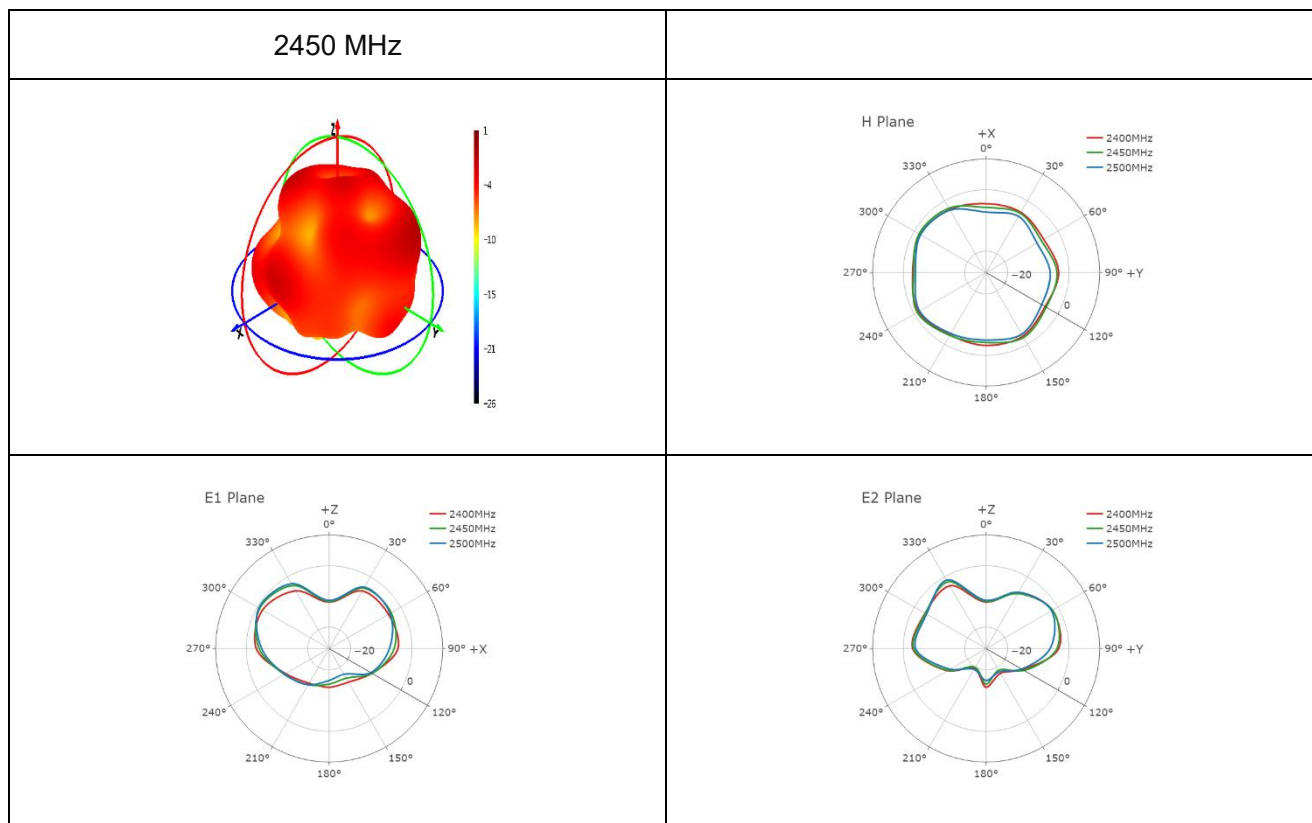 2450 MHz
Z
X
Y
1
-4
-10
-15
-21
-26
H Plane
+X
0°
30°
60°
90° +Y
120°
150°
180°
210°
240°
270°
300°
330°
−20
0
2400MHz
2450MHz
2500MHz
E1 Plane
+Z
0°
30°
60°
90° +X
120°
150°
180°
210°
240°
270°
300°
330°
−20
0
2400MHz
2450MHz
2500MHz
E2 Plane
+Z
0°
30°
60°
90° +Y
120°
150°
180°
210°
240°
270°
300°
330°
−20
0
2400MHz
2450MHz
2500MHz